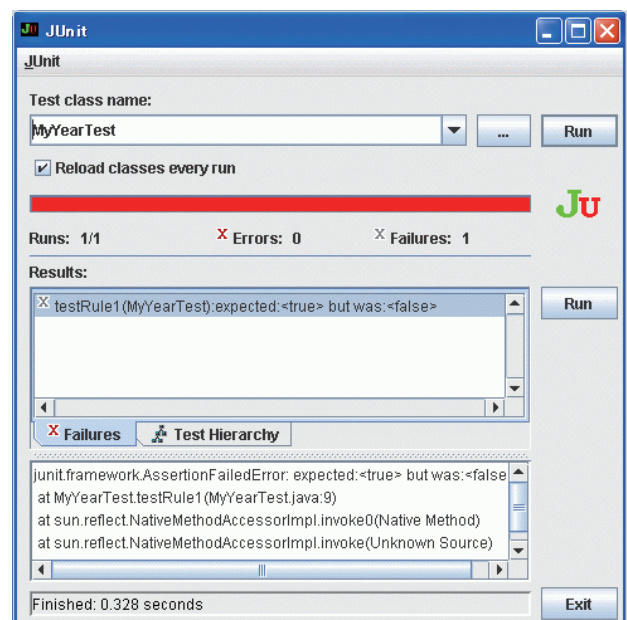 JU JUnit
JUnit
Test class name:
MyYearTest ... Run
Reload classes every run
JU
Runs: 1/1 X Errors: 0 X Failures: 1
Results:
X testRule1(MyYearTest):expected:<true> but was:<false> Run
X Failures Test Hierarchy
junit.framework.AssertionFailedError: expected:<true> but was:<false
at MyYearTest.testRule1(MyYearTest.java:9)
at sun.reflect.NativeMethodAccessorImpl.invoke0(Native Method)
at sun.reflect.NativeMethodAccessorImpl.invoke(Unknown Source)
Finished: 0.328 seconds Exit